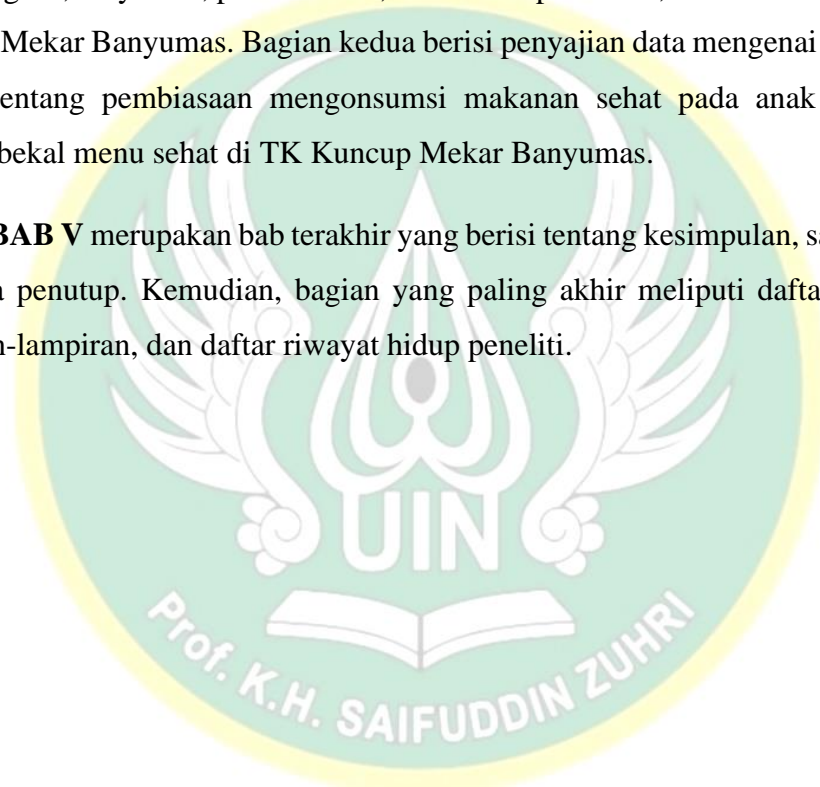 Mekar Banyumas. Bagian kedua berisi penyajian data mengenai
entang pembiasaan mengonsumsi makanan sehat pada anak
bekal menu sehat di TK Kuncup Mekar Banyumas.
BAB V merupakan bab terakhir yang berisi tentang kesimpulan, sa
a penutup. Kemudian, bagian yang paling akhir meliputi dafta
n-lampiran, dan daftar riwayat hidup peneliti.
UIN
Prof. K.H. SAIFUDDIN ZUHRI